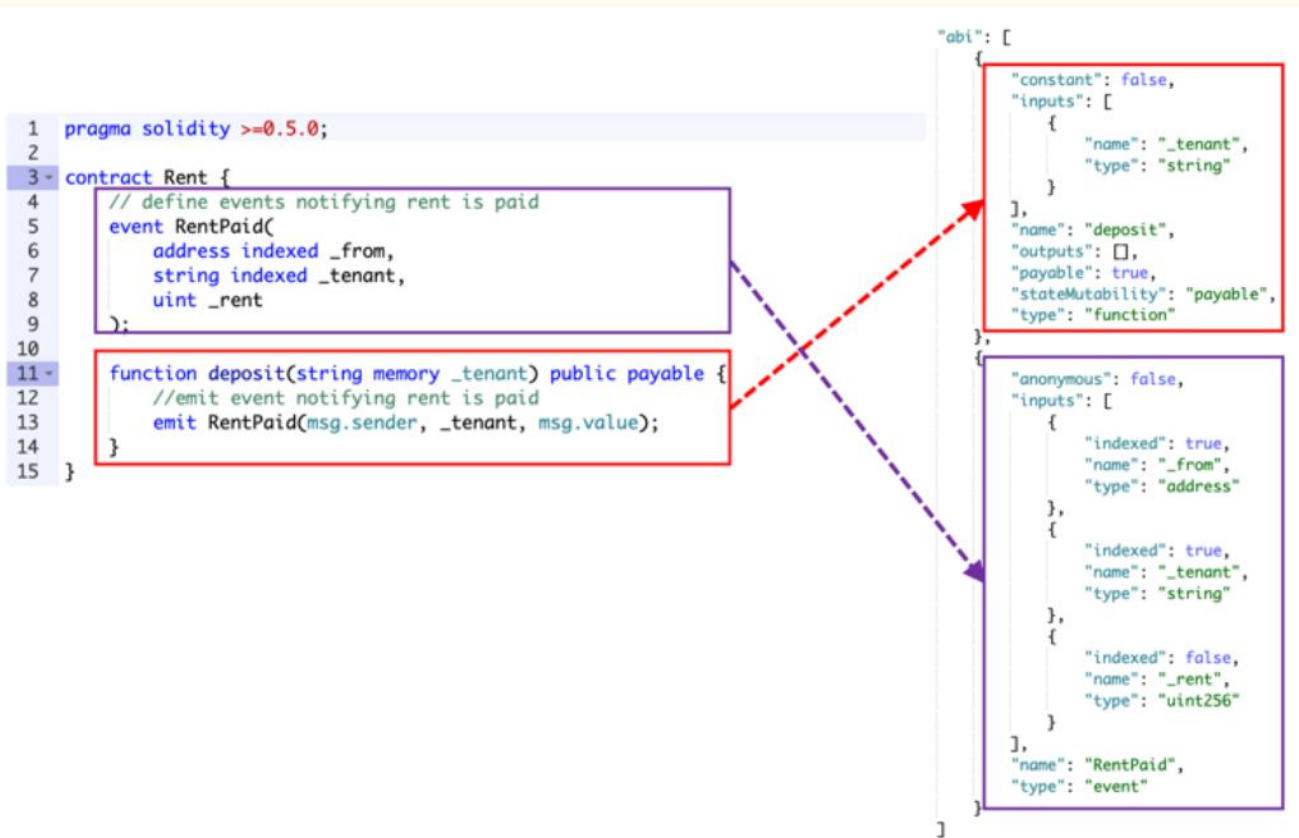 1 pragma solidity >=0.5.0;
2
3 contract Rent {
4 // define events notifying rent is paid
5 event RentPaid(
6 address indexed _from,
7 string indexed _tenant,
8 uint _rent
9 );
10
11 function deposit(string memory _tenant) public payable {
12 //emit event notifying rent is paid
13 emit RentPaid(msg.sender, _tenant, msg.value);
14 }
15 }
"abi": [
{
"constant": false,
"inputs": [
{
"name": "_tenant",
"type": "string"
}
],
"name": "deposit",
"outputs": [],
"payable": true,
"stateMutability": "payable",
"type": "function"
},
{
"anonymous": false,
"inputs": [
{
"indexed": true,
"name": "_from",
"type": "address"
},
{
"indexed": true,
"name": "_tenant",
"type": "string"
},
{
"indexed": false,
"name": "_rent",
"type": "uint256"
}
],
"name": "RentPaid",
"type": "event"
}
]